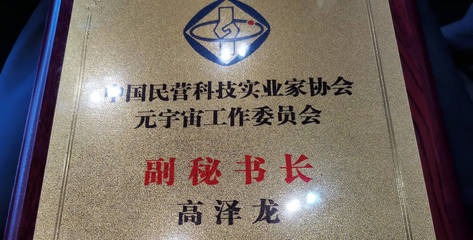 中国民营科技实业家协会
元宇宙工作委员会
副秘书长
高泽龙